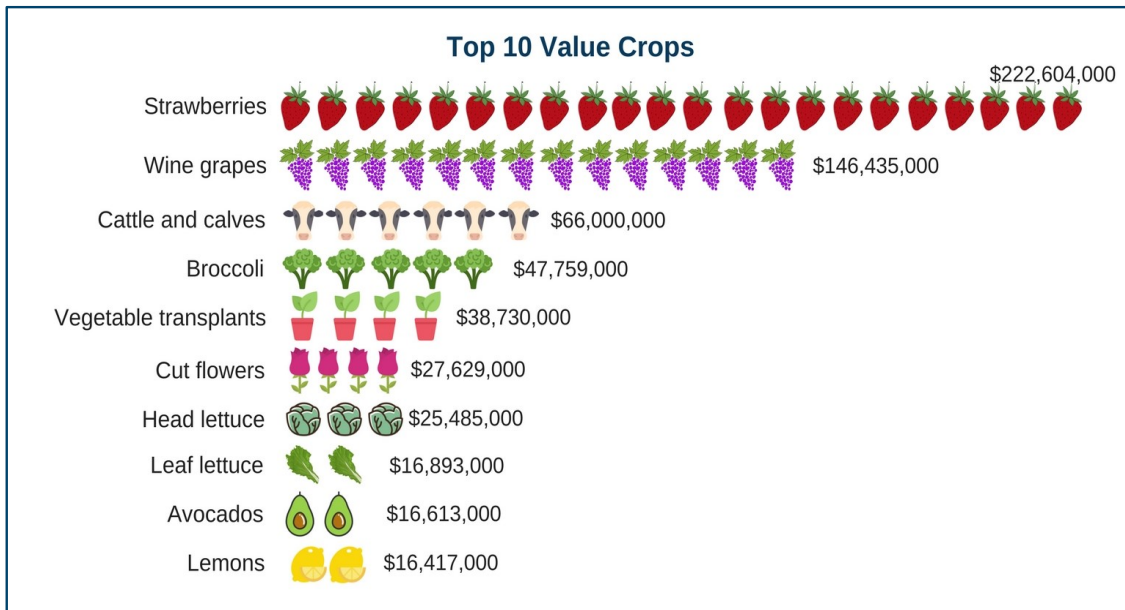 Top 10 Value Crops
$222,604,000
Strawberries
Wine grapes $146,435,000
Cattle and calves $66,000,000
Broccoli $47,759,000
Vegetable transplants $38,730,000
Cut flowers $27,629,000
Head lettuce $25,485,000
Leaf lettuce $16,893,000
Avocados $16,613,000
Lemons $16,417,000